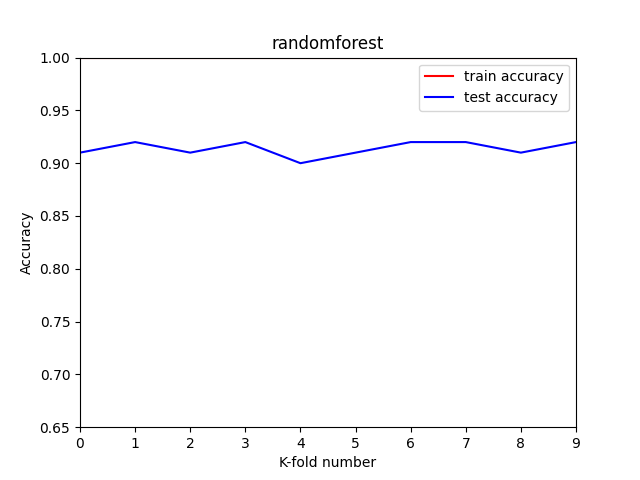 randomforest
1.00
0.95
0.90
0.85
0.80
0.75
0.70
0.65
Accuracy
train accuracy
test accuracy
0 1 2 3 4 5 6 7 8 9
K-fold number